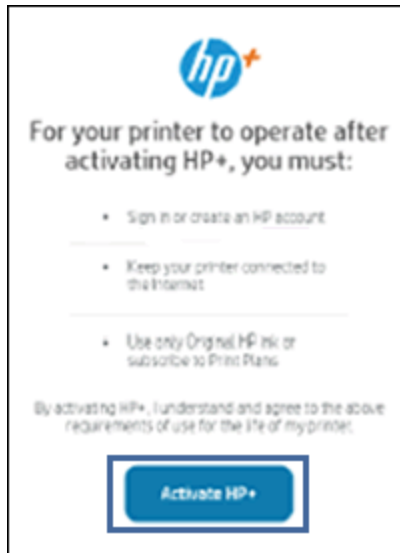 hp+
For your printer to operate after
activating HP+, you must:
• Sign in or create an HP account
• Keep your printer connected to
the Internet
• Use only Original HP ink or
subscribe to Print Plans
By activating HP+, I understand and agree to the above
requirements of use for the life of my printer.
Activate HP+